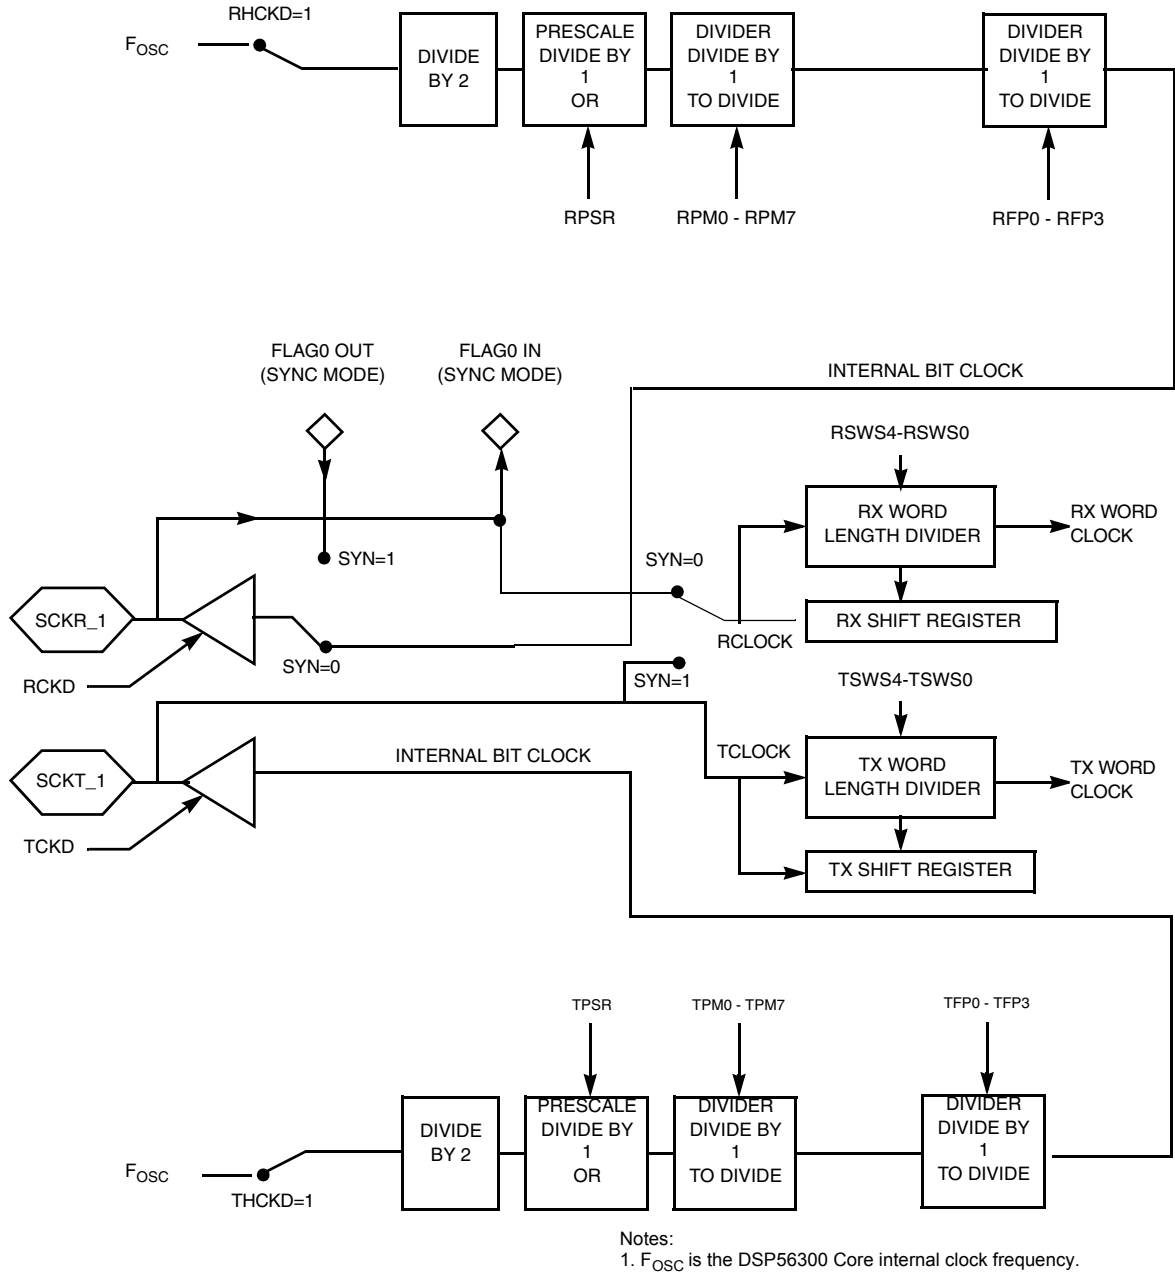 RHCKD=1
FOSC
DIVIDE
BY 2
PRESCALE
DIVIDE BY
1
OR
DIVIDER
DIVIDE BY
1
TO DIVIDE
DIVIDER
DIVIDE BY
1
TO DIVIDE
RPSR
RPM0 - RPM7
RFP0 - RFP3
FLAG0 OUT
(SYNC MODE)
FLAG0 IN
(SYNC MODE)
INTERNAL BIT CLOCK
RSWS4-RSWS0
RX WORD
LENGTH DIVIDER
RX WORD
CLOCK
SYN=1
SYN=0
SCKR_1
RX SHIFT REGISTER
RCLOCK
SYN=0
RCKD
SYN=1
TSWS4-TSWS0
INTERNAL BIT CLOCK
TCLOCK
SCKT_1
TX WORD
LENGTH DIVIDER
TX WORD
CLOCK
TCKD
TX SHIFT REGISTER
TPSR
TPM0 - TPM7
TFP0 - TFP3
FOSC
THCKD=1
DIVIDE
BY 2
PRESCALE
DIVIDE BY
1
OR
DIVIDER
DIVIDE BY
1
TO DIVIDE
DIVIDER
DIVIDE BY
1
TO DIVIDE
Notes:
1. FOSC is the DSP56300 Core internal clock frequency.